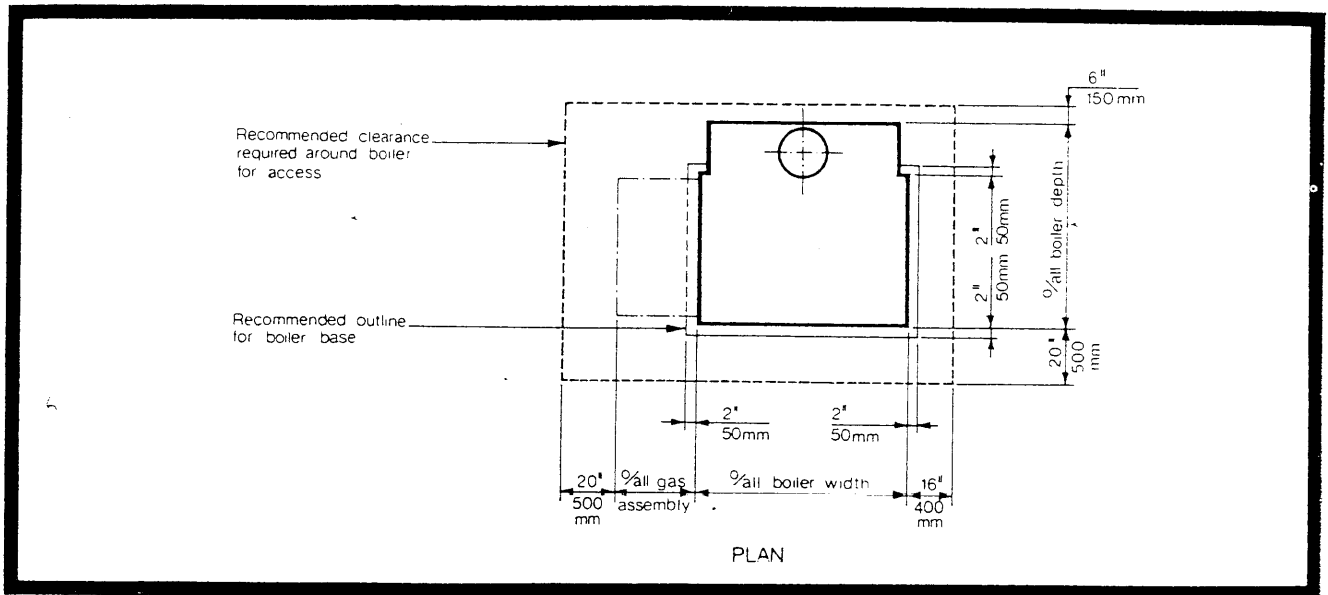 6"
150mm
Recommended clearance
required around boiler
for access
2"
50mm
2"
50mm
O/all boiler depth
20"
500
mm
Recommended outline
for boiler base
2"
50mm
2"
50mm
20"
500
mm
O/all gas
assembly
O/all boiler width
16"
400
mm
PLAN